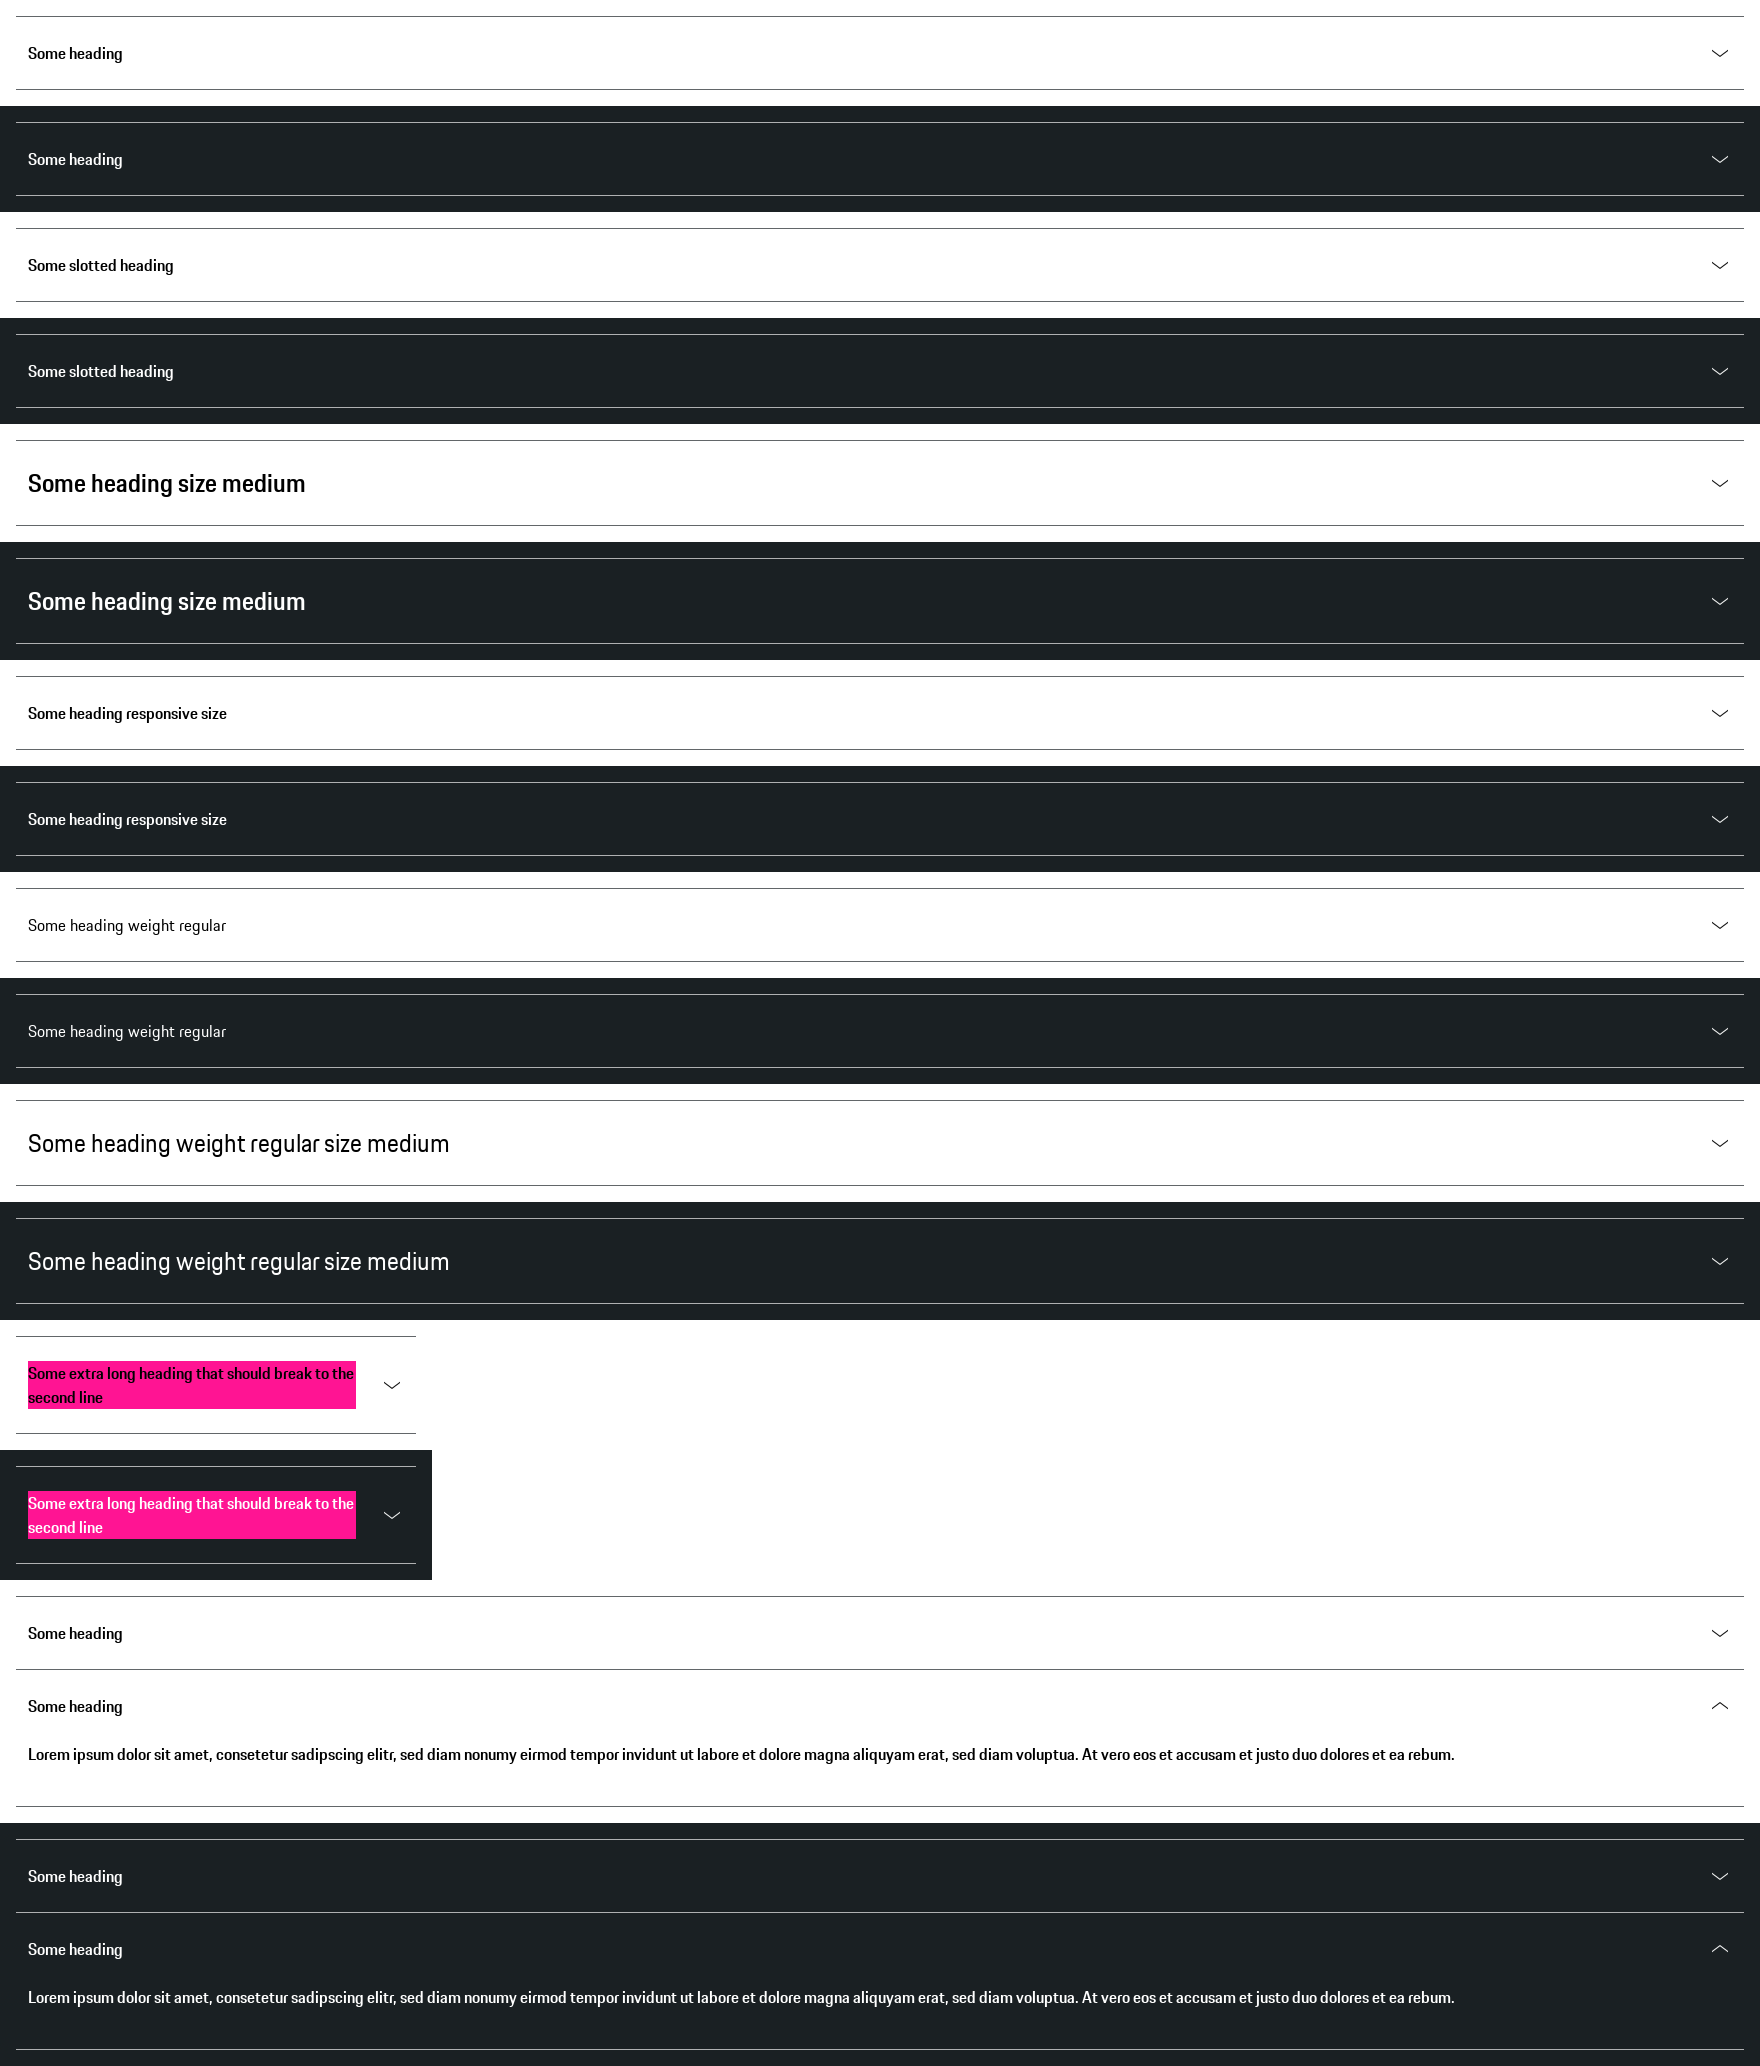 Some heading
Some heading
Some slotted heading
Some slotted heading
Some heading size medium
Some heading size medium
Some heading responsive size
Some heading responsive size
Some heading weight regular
Some heading weight regular
Some heading weight regular size medium
Some heading weight regular size medium
Some extra long heading that should break to the
second line
Some extra long heading that should break to the
second line
Some heading
Some heading
Lorem ipsum dolor sit amet, consetetur sadipscing elitr, sed diam nonumy eirmod tempor invidunt ut labore et dolore magna aliquyam erat, sed diam voluptua. At vero eos et accusam et justo duo dolores et ea rebum.
Some heading
Some heading
Lorem ipsum dolor sit amet, consetetur sadipscing elitr, sed diam nonumy eirmod tempor invidunt ut labore et dolore magna aliquyam erat, sed diam voluptua. At vero eos et accusam et justo duo dolores et ea rebum.